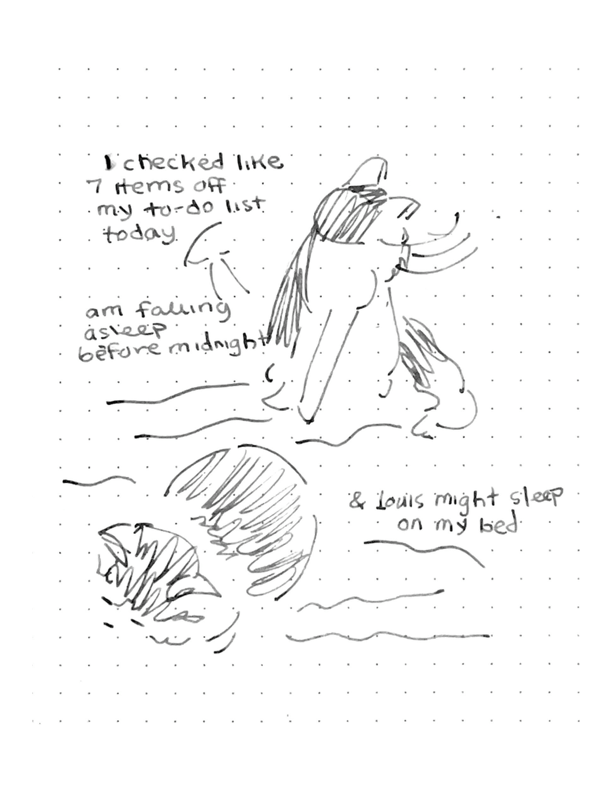 I checked like
7 items off
my to-do list
today
am falling
asleep
before midnight
& Louis might sleep
on my bed